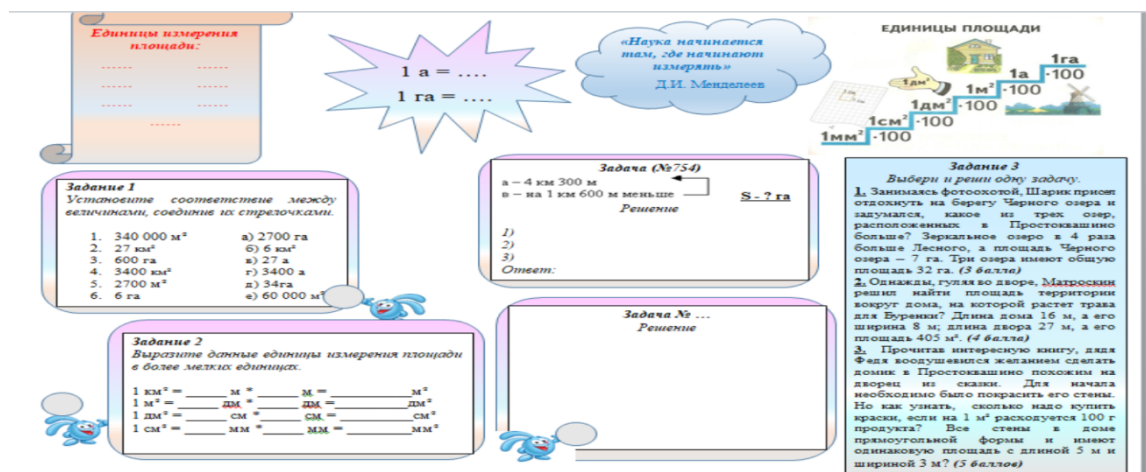 Единицы измерения
площади:
...... ......
...... ......
...... ......
......
1 а = ....
1 га = ....
«Наука начинается
там, где начинают
измерять»
Д.И. Менделеев
ЕДИНИЦЫ ПЛОЩАДИ
1га
1а ·100
1м² ·100
1дм² ·100
1см² ·100
1мм² ·100
1дм²
Задание 1
Установите соответствие между
величинами, соединив их стрелочками.
1. 340 000 м² а) 2700 га
2. 27 км² б) 6 км²
3. 600 га в) 27 а
4. 3400 км² г) 3400 а
5. 2700 м² д) 34га
6. 6 га е) 60 000 м²
Задание 2
Выразите данные единицы измерения площади
в более мелких единицах.
1 км² = ______ м * ______ м = __________м²
1 м² = ______ дм * ______ дм = __________дм²
1 дм² = ______ см * ______ см = __________см²
1 см² = ______ мм * ______ мм = __________мм²
Задача (№754)
а – 4 км 300 м
в – на 1 км 600 м меньше
S - ? га
Решение
1)
2)
3)
Ответ:
Задача № ...
Решение
Задание 3
Выбери и реши одну задачу.
1. Занимаясь фотоохотой, Шарик присел
отдохнуть на берегу Черного озера и
задумался, какое из трех озер,
расположенных в Простоквашино
больше? Зеркальное озеро в 4 раза
больше Лесного, а площадь Черного
озера – 7 га. Три озера имеют общую
площадь 32 га. (3 балла)
2. Однажды, гуляя во дворе, Матроскин
решил найти площадь территории
вокруг дома, на которой растет трава
для Буренки? Длина дома 16 м, а его
ширина 8 м; длина двора 27 м, а его
площадь 405 м². (4 балла)
3. Прочитав интересную книгу, дядя
Федя воодушевился желанием сделать
домик в Простоквашино похожим на
дворец из сказки. Для начала
необходимо было покрасить его стены.
Но как узнать, сколько надо купить
краски, если на 1 м² расходуется 100 г
продукта? Все стены в доме
прямоугольной формы и имеют
одинаковую площадь с длиной 5 м и
шириной 3 м? (5 баллов)